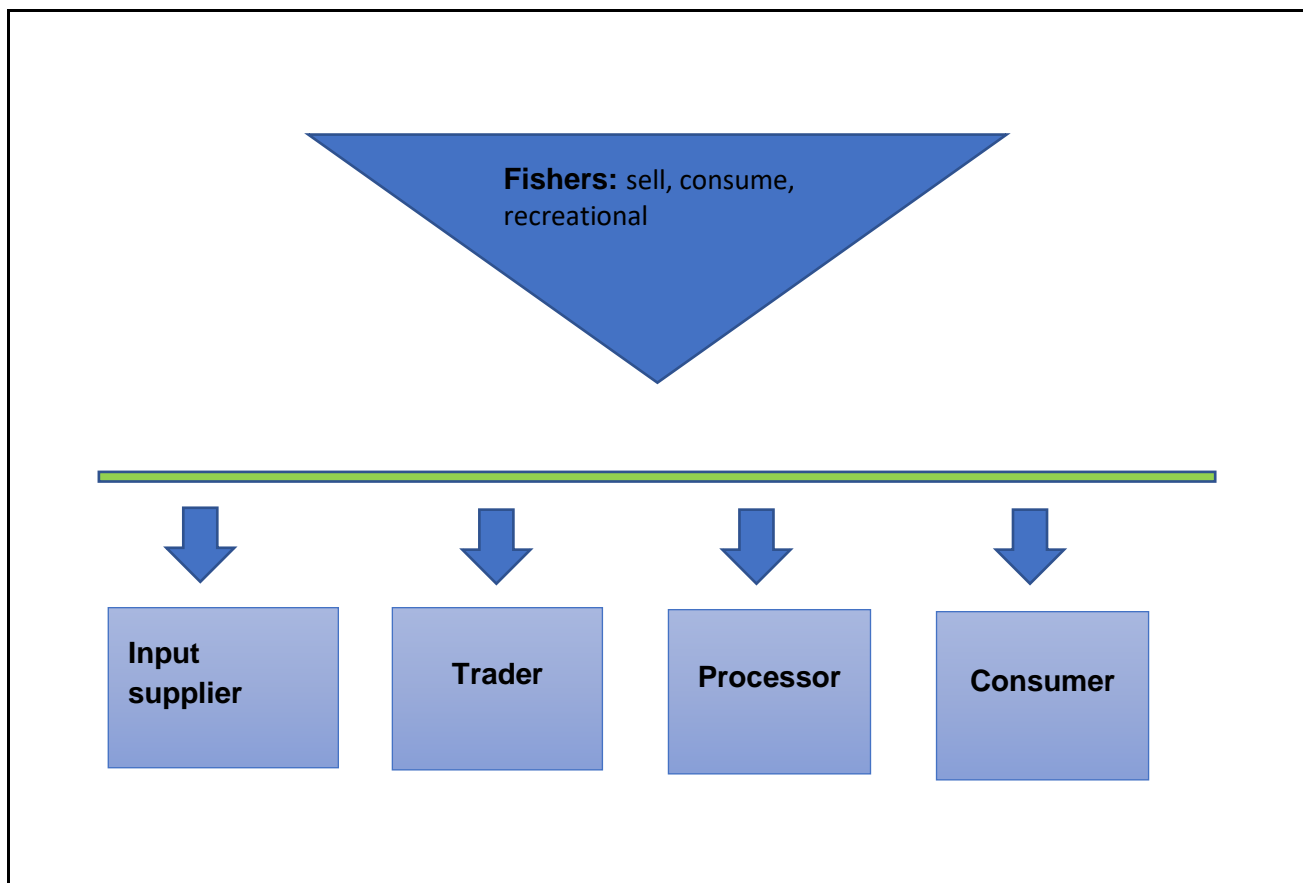 Fishers: sell, consume,
recreational
Input
supplier
Trader
Processor
Consumer